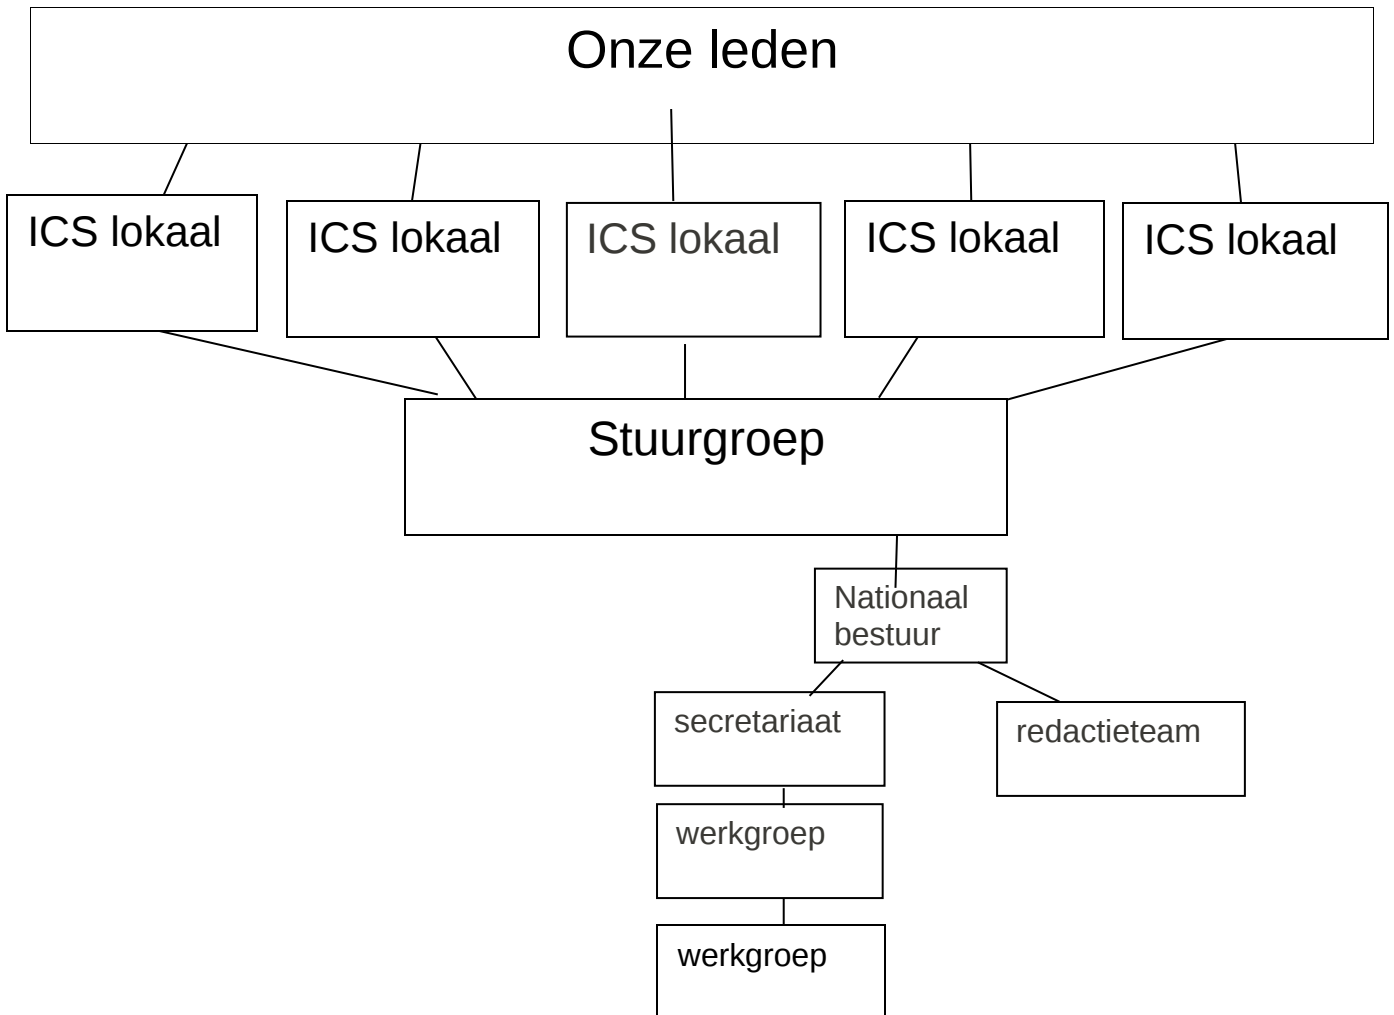 Onze leden
ICS lokaal
ICS lokaal
ICS lokaal
ICS lokaal
ICS lokaal
Stuurgroep
Nationaal
bestuur
secretariaat
redactieteam
werkgroep
werkgroep